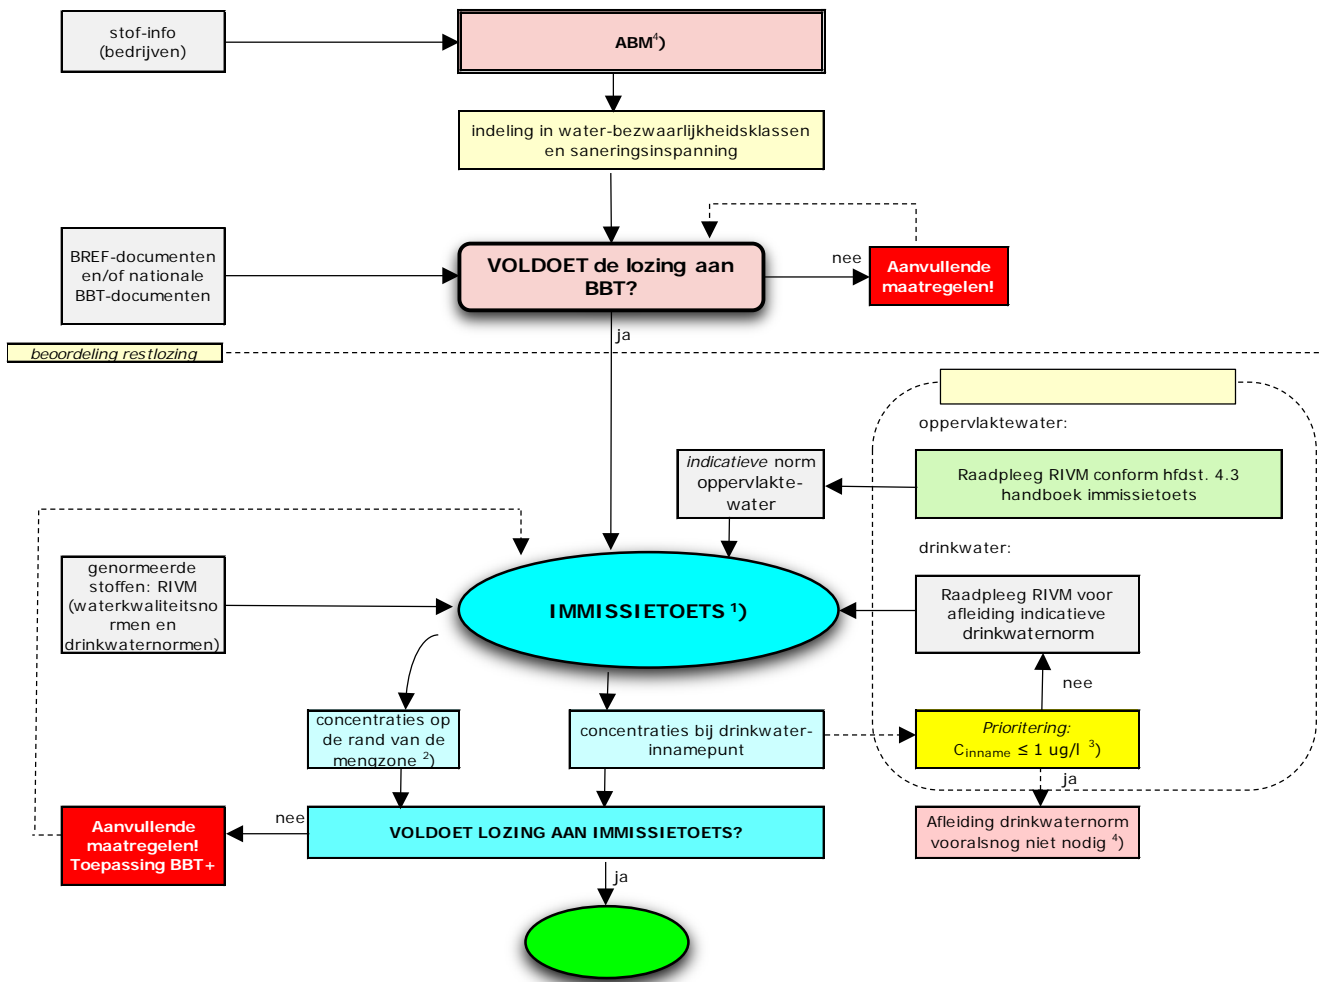 stof-info
(bedrijven)
ABM4)
indeling in water-bezwaarlijkheidsklassen
en saneringsinspanning
BREF-documenten
en/of nationale
BBT-documenten
VOLDOET de lozing aan
BBT?
nee
Aanvullende
maatregelen!
ja
beoordeling restlozing
oppervlaktewater:
indicatieve norm
oppervlakte-
water
Raadpleeg RIVM conform hfdst. 4.3
handboek immissietoets
drinkwater:
genormeerde
stoffen: RIVM
(waterkwaliteitsno
rmen en
drinkwaternormen)
IMMISSIETOETS 1)
Raadpleeg RIVM voor
afleiding indicatieve
drinkwaternorm
nee
concentraties op
de rand van de
mengzone 2)
concentraties bij drinkwater-
innamepunt
Prioritering:
Cinname ≤ 1 ug/l 3)
ja
Aanvullende
maatregelen!
Toepassing BBT+
nee
VOLDOET LOZING AAN IMMISSIETOETS?
Afleiding drinkwaternorm
vooralsnog niet nodig 4)
ja